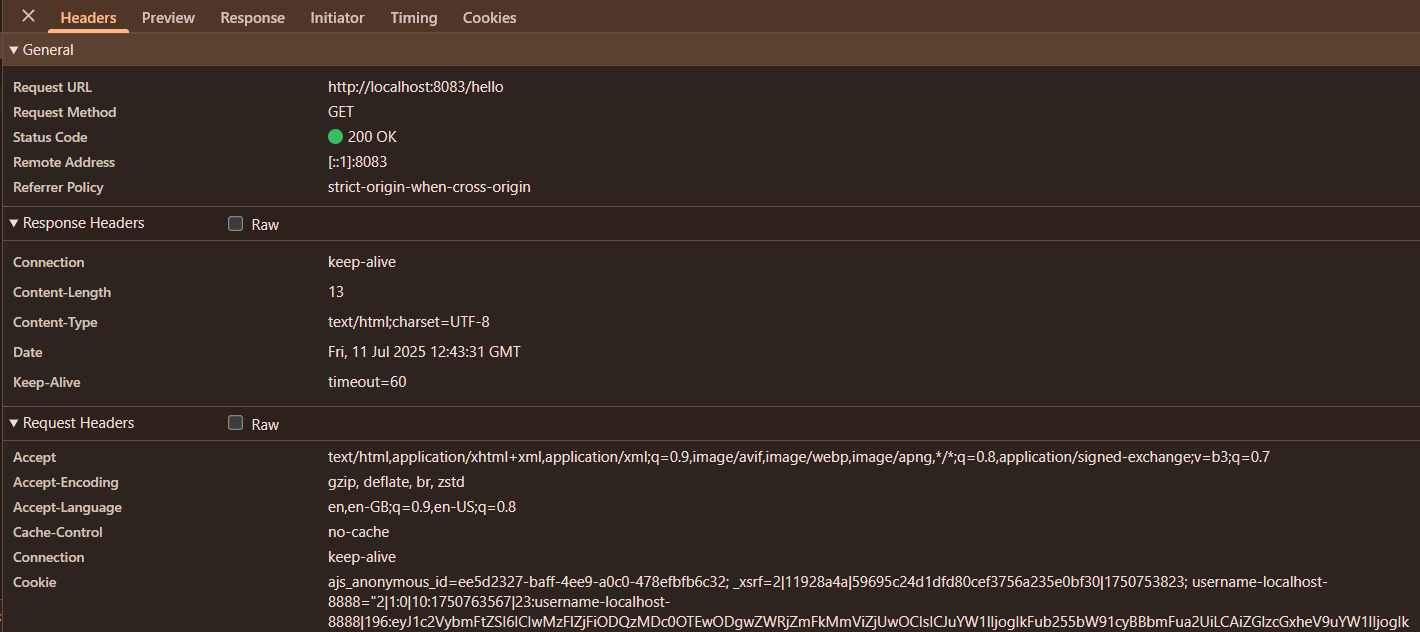 Headers Preview Response Initiator Timing Cookies
General
Request URL http://localhost:8083/hello
Request Method GET
Status Code 200 OK
Remote Address [::1]:8083
Referrer Policy strict-origin-when-cross-origin
Response Headers Raw
Connection keep-alive
Content-Length 13
Content-Type text/html;charset=UTF-8
Date Fri, 11 Jul 2025 12:43:31 GMT
Keep-Alive timeout=60
Request Headers Raw
Accept text/html,application/xhtml+xml,application/xml;q=0.9,image/avif,image/webp,image/apng,*/*;q=0.8,application/signed-exchange;v=b3;q=0.7
Accept-Encoding gzip, deflate, br, zstd
Accept-Language en,en-GB;q=0.9,en-US;q=0.8
Cache-Control no-cache
Connection keep-alive
Cookie ajs_anonymous_id=ee5d2327-baff-4ee9-a0c0-478efbfb6c32; _xsrf=2|11928a4a|59695c24d1dfd80cef3756a235e0bf30|1750753823; username-localhost-
8888="2|1:0|10:1750763567|23:username-localhost-